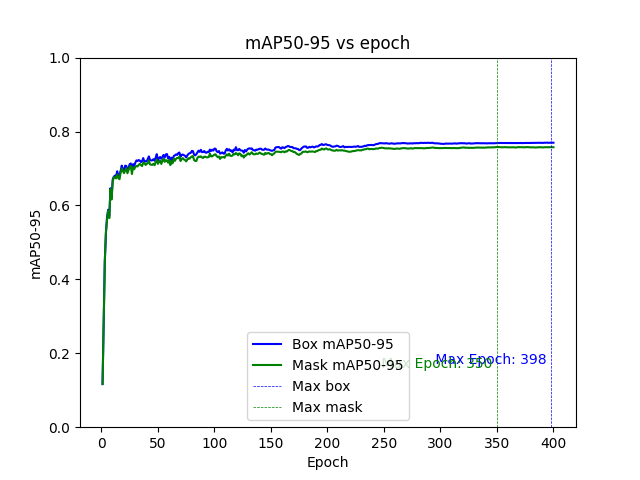 mAP50-95 vs epoch
1.0
0.8
0.6
0.4
0.2
0.0
mAP50-95
Box mAP50-95
Mask mAP50-95
Max box
Max mask
Max Epoch: 398
Max Epoch: 350
0
50
100
150
200
250
300
350
400
Epoch